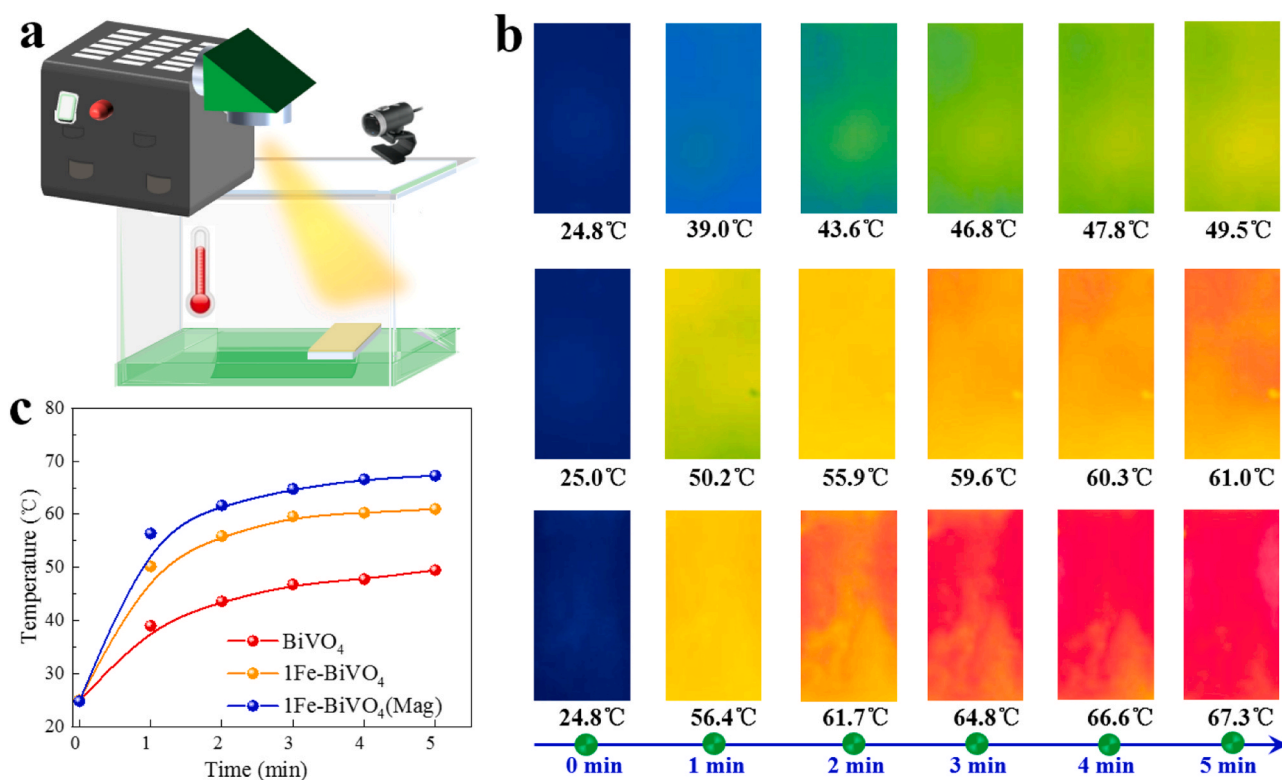 a
b
24.8℃ 39.0℃ 43.6℃ 46.8℃ 47.8℃ 49.5℃
25.0℃ 50.2℃ 55.9℃ 59.6℃ 60.3℃ 61.0℃
24.8℃ 56.4℃ 61.7℃ 64.8℃ 66.6℃ 67.3℃
0 min 1 min 2 min 3 min 4 min 5 min
c
Temperature (℃)
80
70
60
50
40
30
20
BiVO₄
1Fe-BiVO₄
1Fe-BiVO₄(Mag)
0 1 2 3 4 5
Time (min)